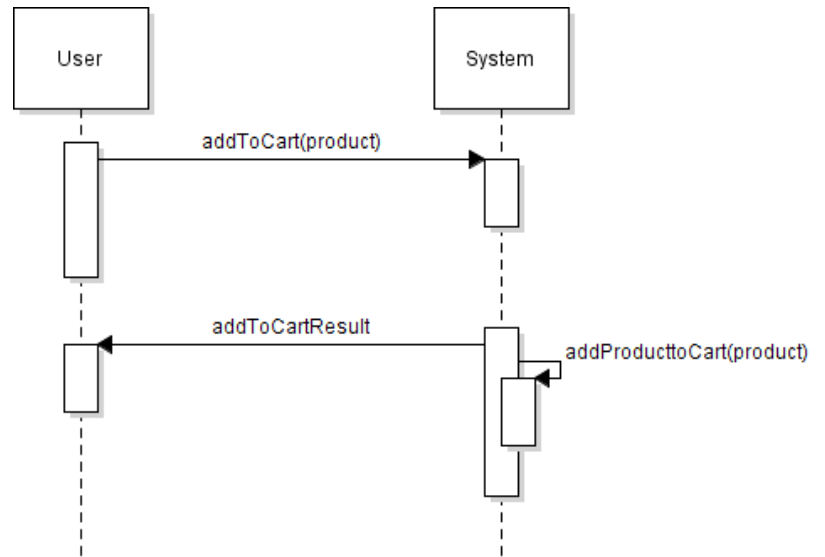 User
System
addToCart(product)
addToCartResult
addProducttoCart(product)